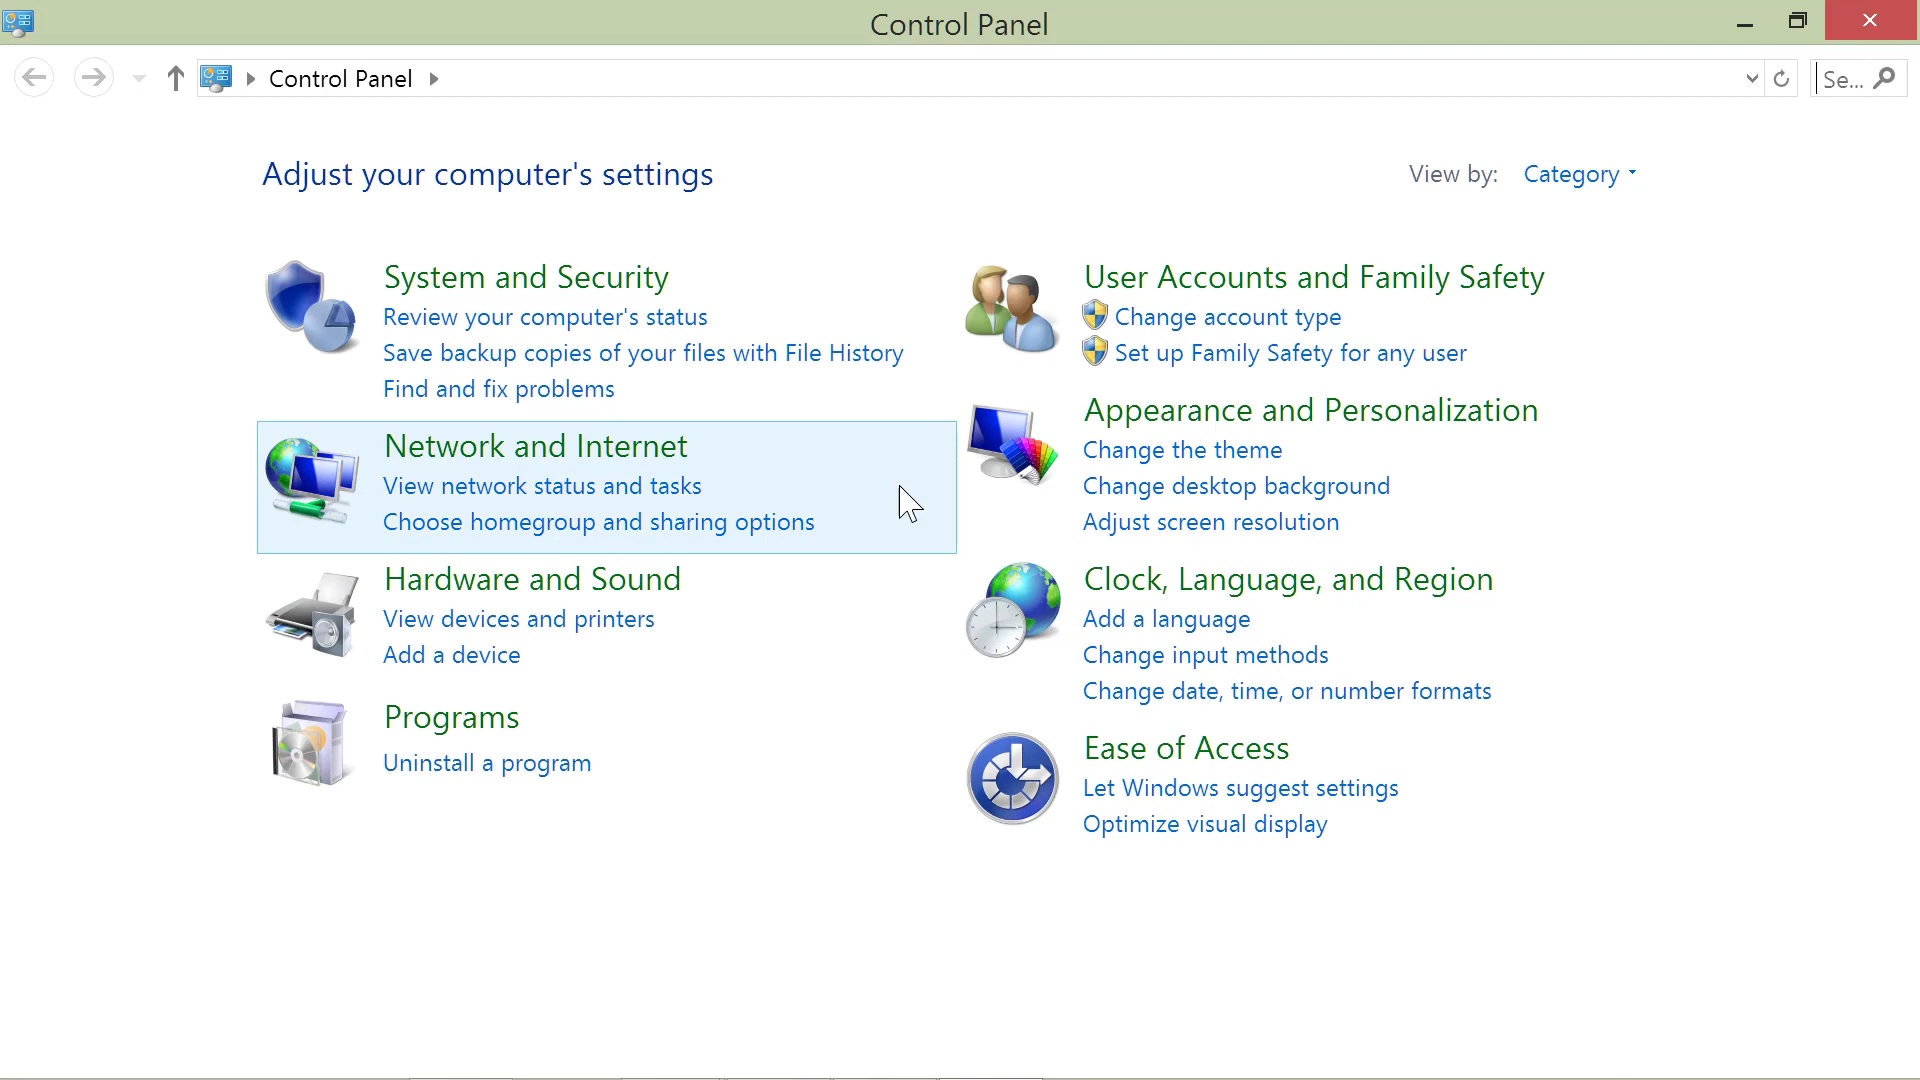 Control Panel
Control Panel
Se...
Adjust your computer's settings
View by: Category
System and Security
Review your computer's status
Save backup copies of your files with File History
Find and fix problems
Network and Internet
View network status and tasks
Choose homegroup and sharing options
Hardware and Sound
View devices and printers
Add a device
Programs
Uninstall a program
User Accounts and Family Safety
Change account type
Set up Family Safety for any user
Appearance and Personalization
Change the theme
Change desktop background
Adjust screen resolution
Clock, Language, and Region
Add a language
Change input methods
Change date, time, or number formats
Ease of Access
Let Windows suggest settings
Optimize visual display